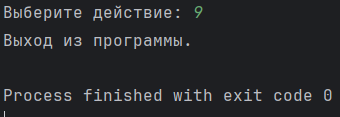 Выберите действие: 9
Выход из программы.
Process finished with exit code 0